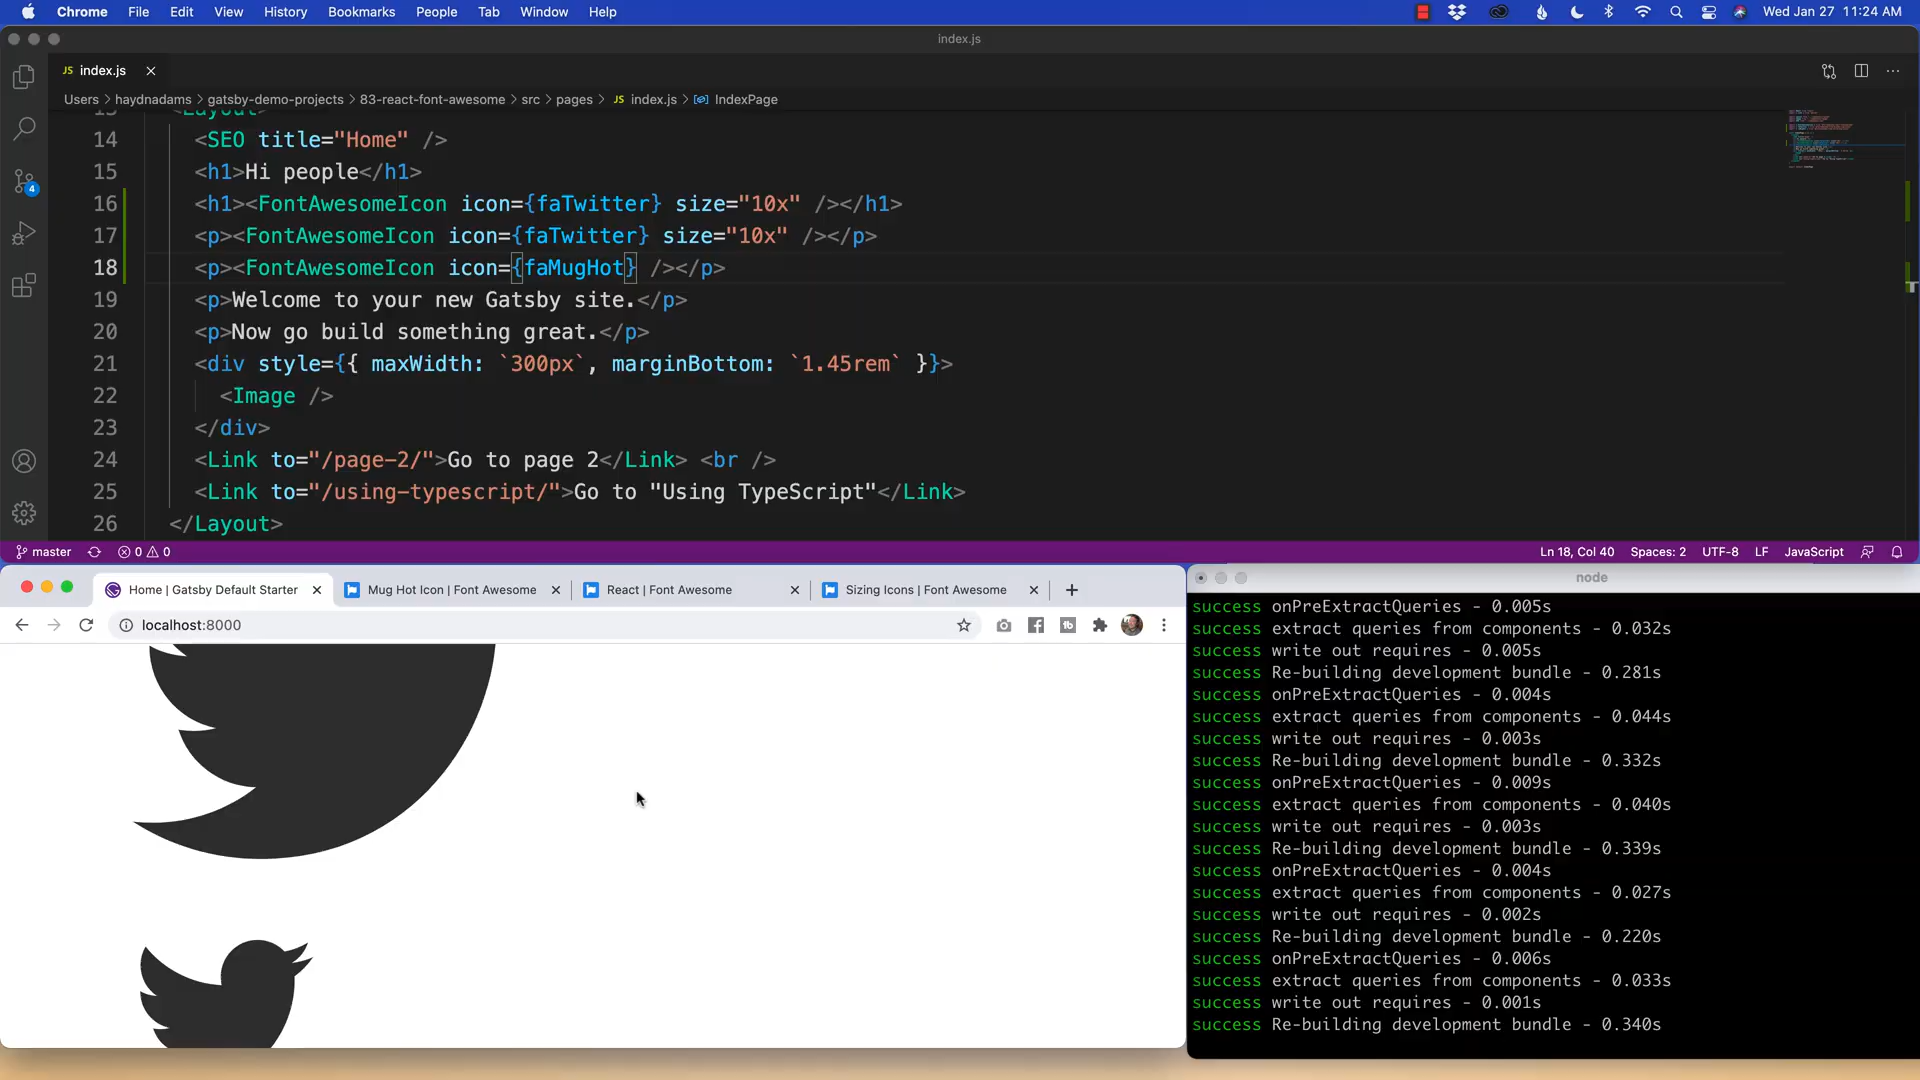 Chrome File Edit View History Bookmarks People Tab Window Help Wed Jan 27 11:24 AM
index.js
JS index.js
Users > haydnadams > gatsby-demo-projects > 83-react-font-awesome > src > pages > JS index.js > IndexPage
<Layout>
14 <SEO title="Home" />
15 <h1>Hi people</h1>
16 <h1><FontAwesomeIcon icon={faTwitter} size="10x" /></h1>
17 <p><FontAwesomeIcon icon={faTwitter} size="10x" /></p>
18 <p><FontAwesomeIcon icon={faMugHot} /></p>
19 <p>Welcome to your new Gatsby site.</p>
20 <p>Now go build something great.</p>
21 <div style={{ maxWidth: `300px`, marginBottom: `1.45rem` }}>
22 <Image />
23 </div>
24 <Link to="/page-2/">Go to page 2</Link> <br />
25 <Link to="/using-typescript/">Go to "Using TypeScript"</Link>
26 </Layout>
4
master 0 0 Ln 18, Col 40 Spaces: 2 UTF-8 LF JavaScript
Home | Gatsby Default Starter Mug Hot Icon | Font Awesome React | Font Awesome Sizing Icons | Font Awesome
localhost:8000
node
success onPreExtractQueries - 0.005s
success extract queries from components - 0.032s
success write out requires - 0.005s
success Re-building development bundle - 0.281s
success onPreExtractQueries - 0.004s
success extract queries from components - 0.044s
success write out requires - 0.003s
success Re-building development bundle - 0.332s
success onPreExtractQueries - 0.009s
success extract queries from components - 0.040s
success write out requires - 0.003s
success Re-building development bundle - 0.339s
success onPreExtractQueries - 0.004s
success extract queries from components - 0.027s
success write out requires - 0.002s
success Re-building development bundle - 0.220s
success onPreExtractQueries - 0.006s
success extract queries from components - 0.033s
success write out requires - 0.001s
success Re-building development bundle - 0.340s